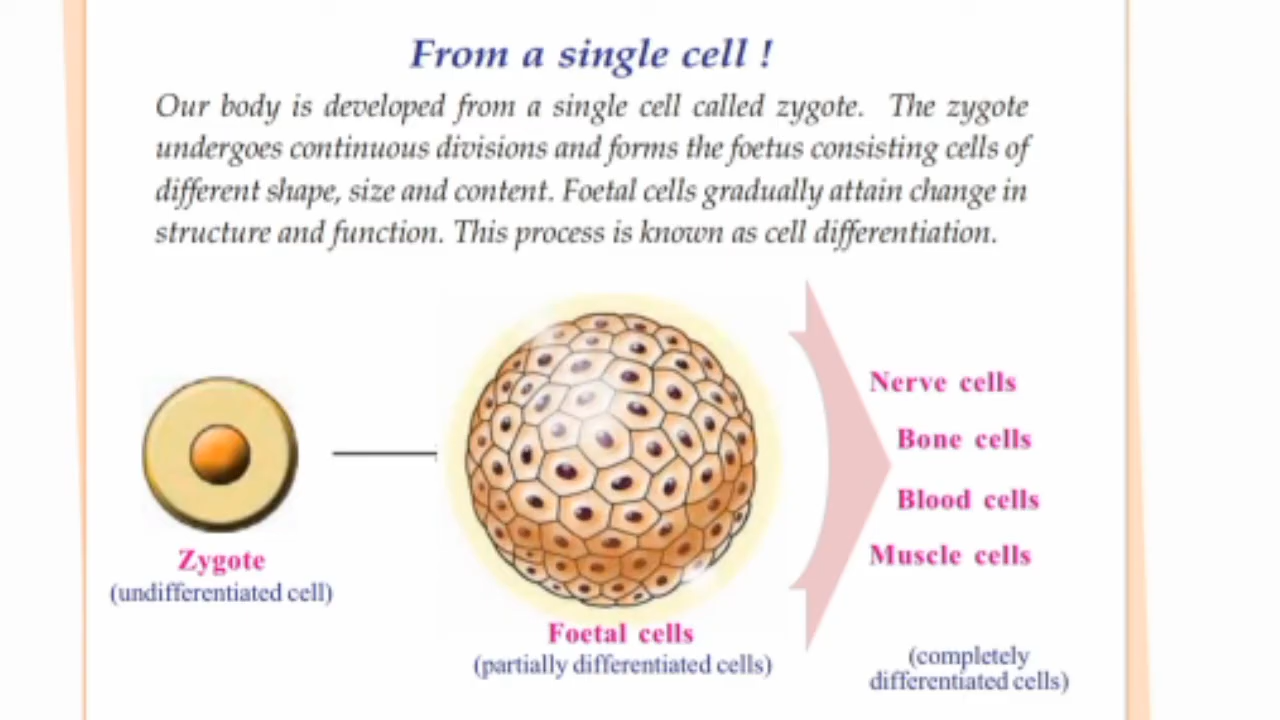 From a single cell !
Our body is developed from a single cell called zygote. The zygote
undergoes continuous divisions and forms the foetus consisting cells of
different shape, size and content. Foetal cells gradually attain change in
structure and function. This process is known as cell differentiation.
Zygote
(undifferentiated cell)
Foetal cells
(partially differentiated cells)
Nerve cells
Bone cells
Blood cells
Muscle cells
(completely
differentiated cells)